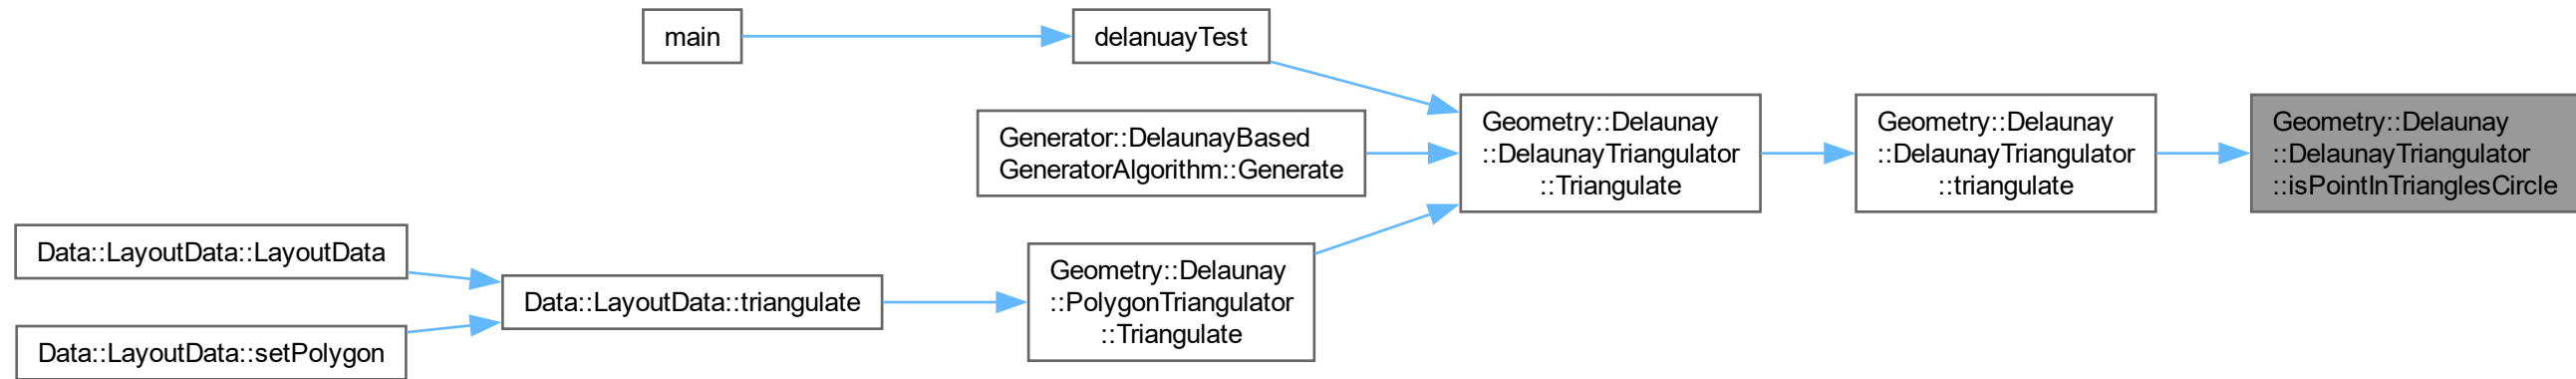 main
delanuayTest
Generator::DelaunayBased
GeneratorAlgorithm::Generate
Geometry::Delaunay
::DelaunayTriangulator
::Triangulate
Geometry::Delaunay
::DelaunayTriangulator
::triangulate
Geometry::Delaunay
::DelaunayTriangulator
::isPointInTrianglesCircle
Data::LayoutData::LayoutData
Data::LayoutData::triangulate
Geometry::Delaunay
::PolygonTriangulator
::Triangulate
Data::LayoutData::setPolygon